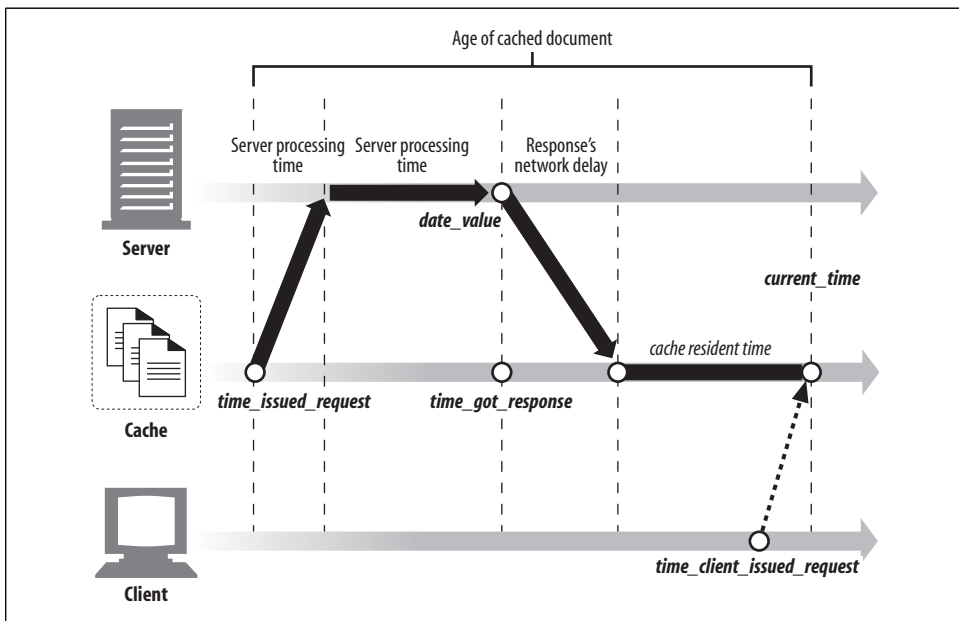 Age of cached document
Server processing
time
Server processing
time
Response's
network delay
date_value
Server
current_time
cache resident time
time_issued_request
time_got_response
Cache
time_client_issued_request
Client